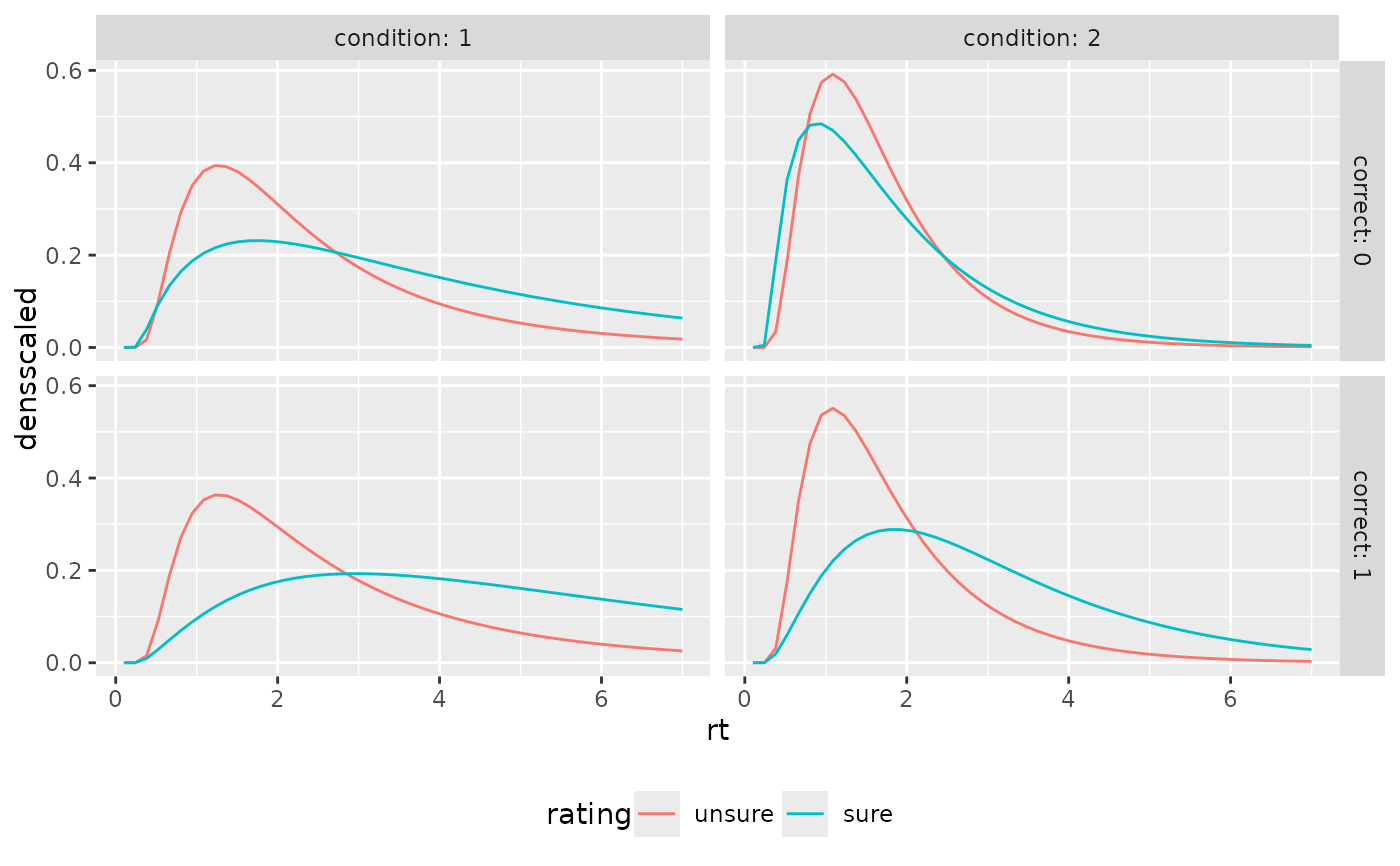 condition: 1
condition: 2
0.6
0.4
0.2
0.0
correct: 0
densscaled
0.6
0.4
0.2
0.0
correct: 1
0 2 4 6
0 2 4 6
rt
rating unsure sure